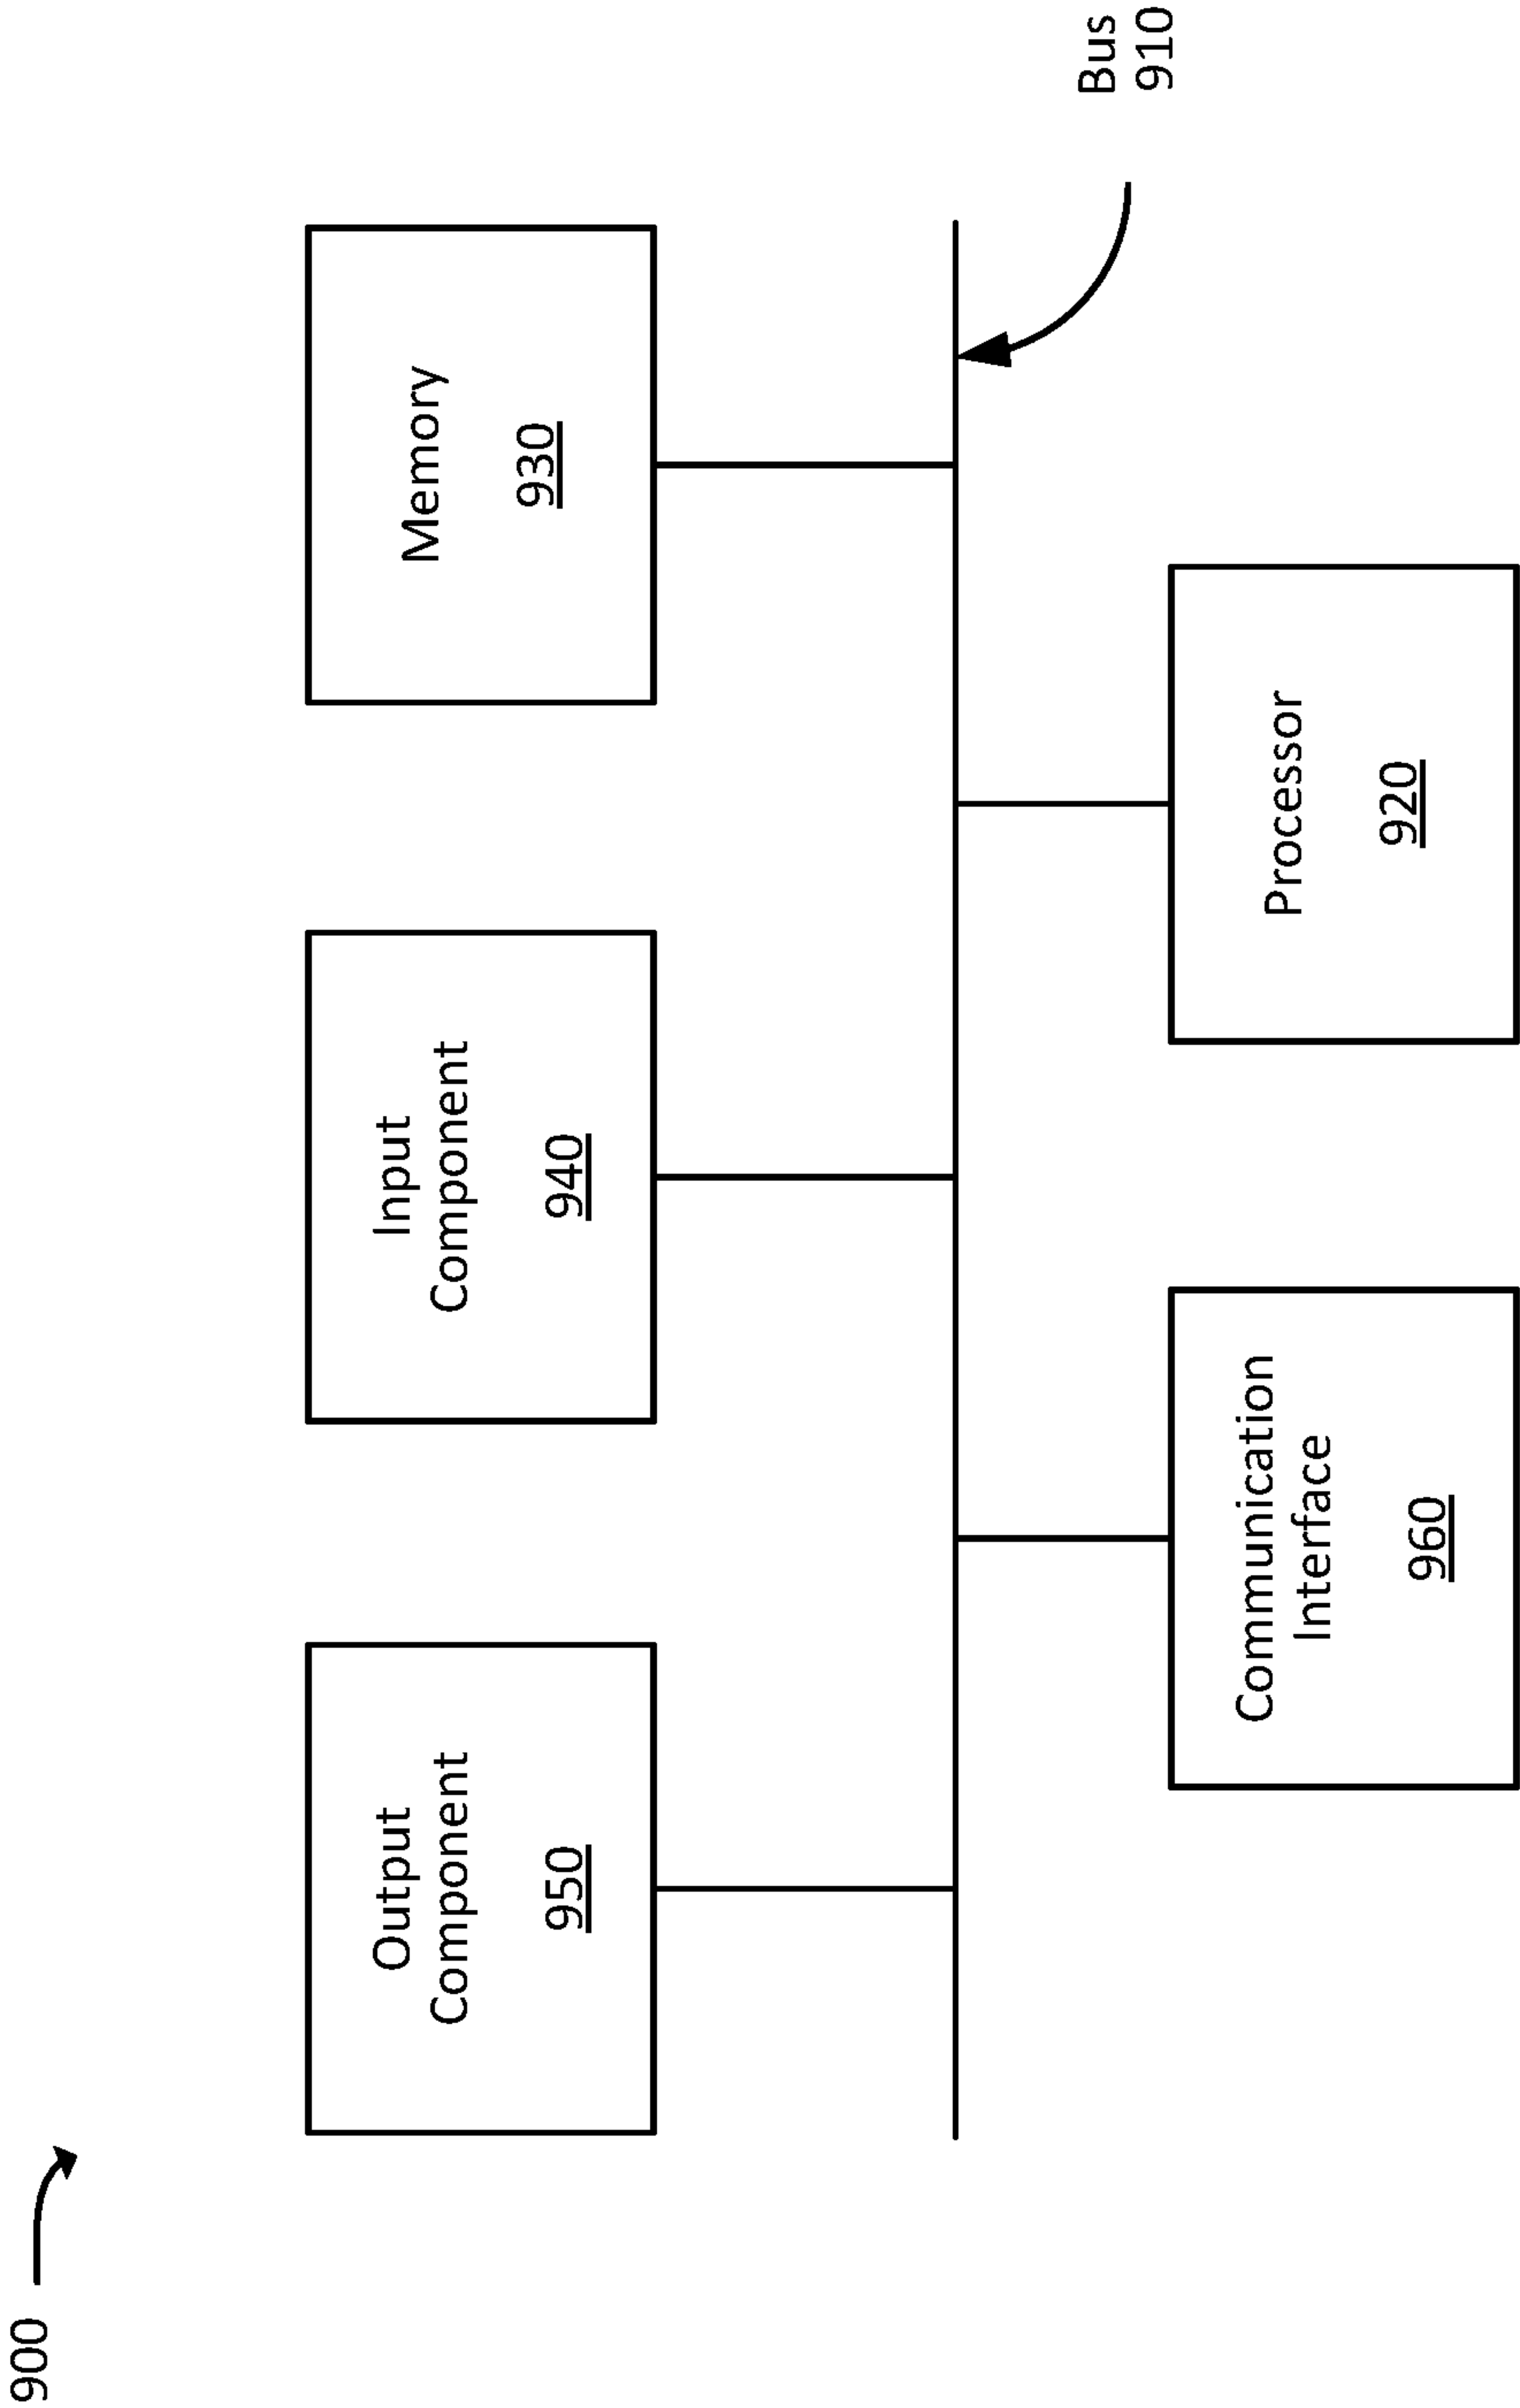 900
Output
Component
950
Input
Component
940
Memory
930
Bus
910
Communication
Interface
960
Processor
920